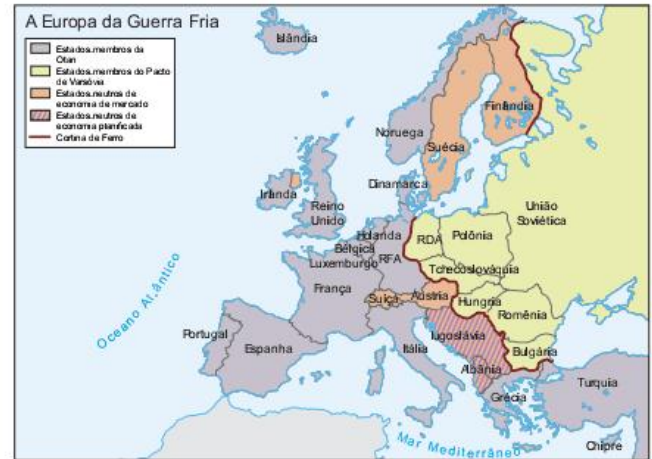 A Europa da Guerra Fria
Estados.membros da
Otan
Estados.membros do Pacto
de Varsóvia
Estados.neutros de
economia de mercado
Estados.neutros de
economia planificada
Cortina de Ferro
Islândia
Noruega
Suécia
Finlândia
Dinamarca
Irlanda
Reino
Unido
União
Soviética
Holanda
Bélgica
Luxemburgo
RFA
RDA
Polônia
Tchecoslováquia
França
Suíça
Áustria
Hungria
Romênia
Iugoslávia
Bulgária
Albânia
Portugal
Espanha
Itália
Grécia
Turquia
Chipre
Oceano At.ântico
Mar Mediterrâneo